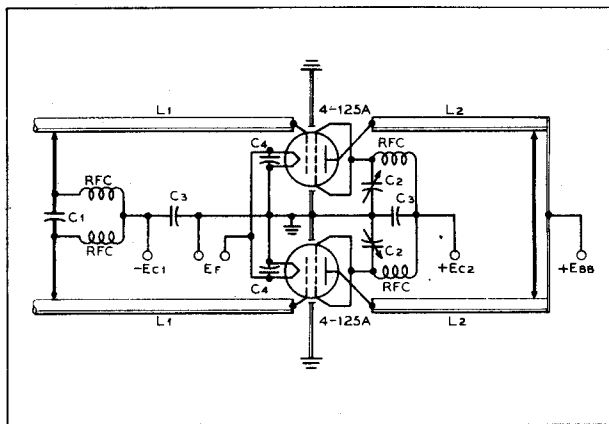 L1
4-125A
L2
C4
RFC
RFC
C2
C1
C3
C3
RFC
-EC1
EF
C2
+EC2
+EBB
C4
RFC
L1
4-125A
L2